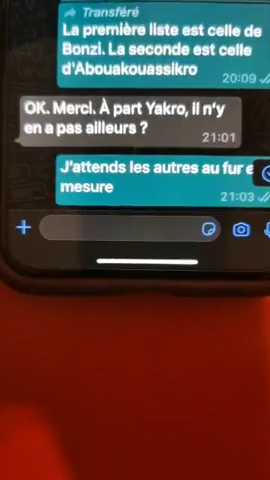 Transféré
La première liste est celle de
Bonzi. La seconde est celle
d'Abouakouassikro
20:09
OK. Merci. À part Yakro, il n'y
en a pas ailleurs ?
21:01
J'attends les autres au fur e
mesure
21:03